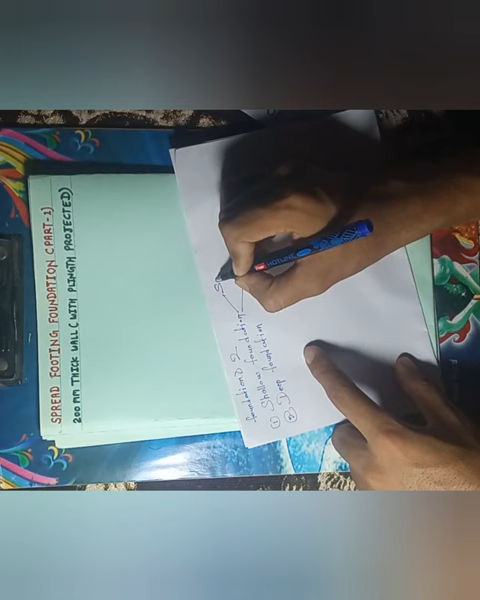 SPREAD FOOTING FOUNDATION (PART-1)
200 MM THICK WALL (WITH PLINGTH PROJECTED)
foundation
① Shallow foundation
② Deep foundation
HOTLINE